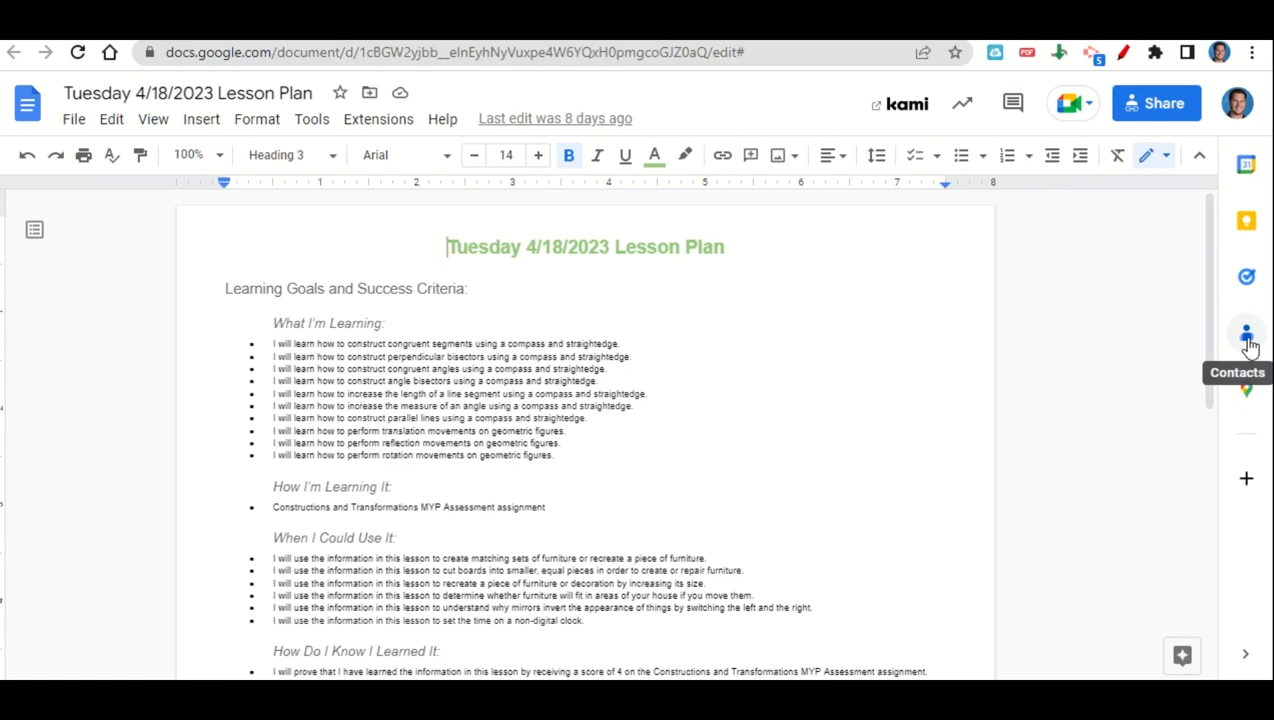 docs.google.com/document/d/1cBGW2yjbb__elnEyhNyVuxpe4W6YQxH0pmgcoGJZ0aQ/edit#
PDF
5
Tuesday 4/18/2023 Lesson Plan
kami
Share
File Edit View Insert Format Tools Extensions Help Last edit was 8 days ago
100% Heading 3 Arial 14 B I U A
31
1 2 3 4 5 6 7 8
Tuesday 4/18/2023 Lesson Plan
Learning Goals and Success Criteria:
What I'm Learning:
I will learn how to construct congruent segments using a compass and straightedge.
I will learn how to construct perpendicular bisectors using a compass and straightedge.
I will learn how to construct congruent angles using a compass and straightedge.
I will learn how to construct angle bisectors using a compass and straightedge.
I will learn how to increase the length of a line segment using a compass and straightedge.
I will learn how to increase the measure of an angle using a compass and straightedge.
I will learn how to construct parallel lines using a compass and straightedge.
I will learn how to perform translation movements on geometric figures.
I will learn how to perform reflection movements on geometric figures.
I will learn how to perform rotation movements on geometric figures.
Contacts
How I'm Learning It:
Constructions and Transformations MYP Assessment assignment
When I Could Use It:
I will use the information in this lesson to create matching sets of furniture or recreate a piece of furniture.
I will use the information in this lesson to cut boards into smaller, equal pieces in order to create or repair furniture.
I will use the information in this lesson to recreate a piece of furniture or decoration by increasing its size.
I will use the information in this lesson to determine whether furniture will fit in areas of your house if you move them.
I will use the information in this lesson to understand why mirrors invert the appearance of things by switching the left and the right.
I will use the information in this lesson to set the time on a non-digital clock.
How Do I Know I Learned It:
I will prove that I have learned the information in this lesson by receiving a score of 4 on the Constructions and Transformations MYP Assessment assignment.